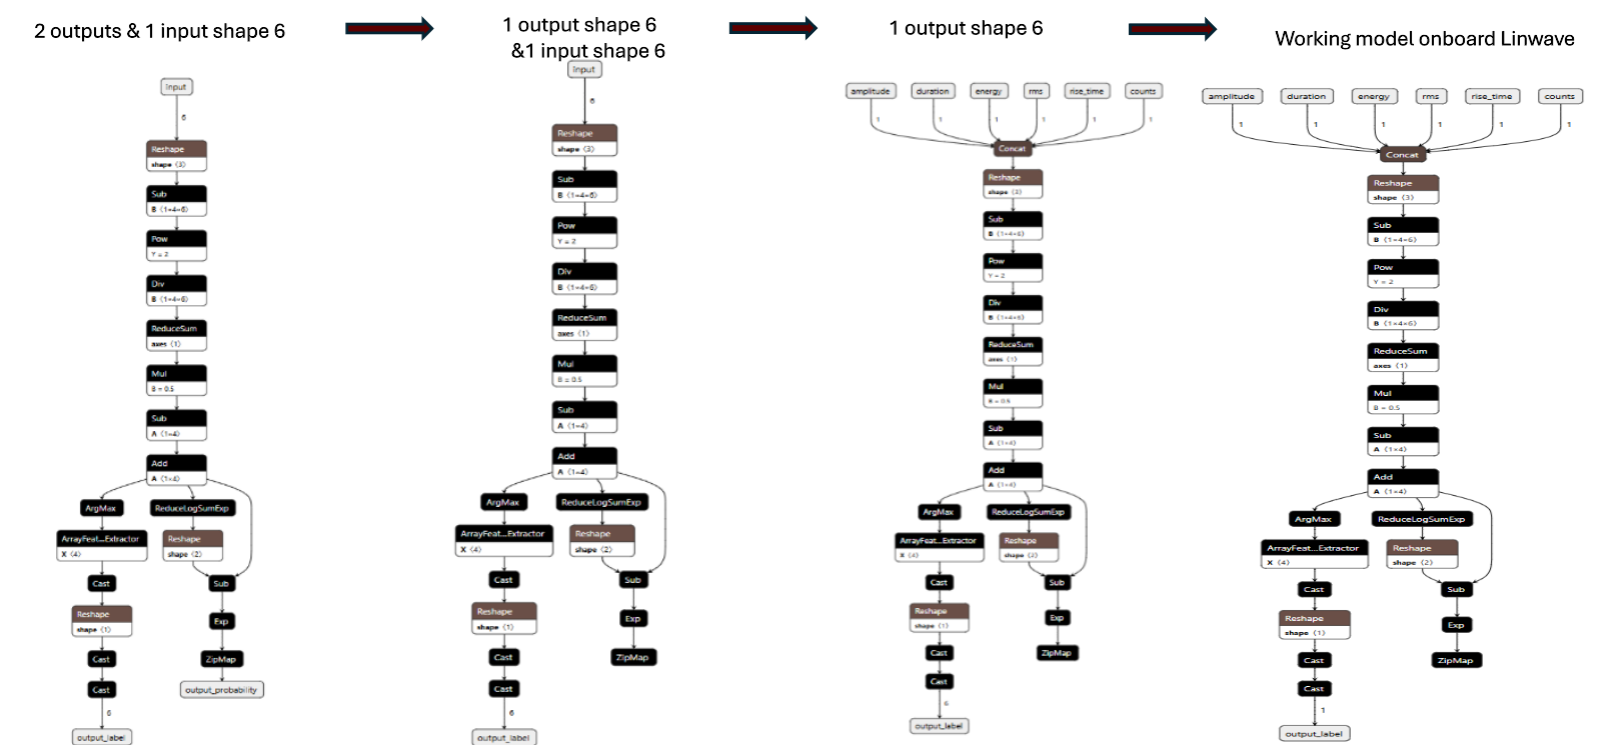 2 outputs & 1 input shape 6
1 output shape 6
&1 input shape 6
1 output shape 6
Working model onboard Linwave
input
6
Reshape
shape ⟨3⟩
Sub
B ⟨1×4×6⟩
Pow
Y = 2
Div
B ⟨1×4×6⟩
ReduceSum
axes ⟨1⟩
Mul
B = 0.5
Sub
A ⟨1×4⟩
Add
A ⟨1×4⟩
ArgMax
ReduceLogSumExp
ArrayFeat...Extractor
X ⟨4⟩
Reshape
shape ⟨2⟩
Cast
Sub
Reshape
shape ⟨1⟩
Exp
Cast
ZipMap
Cast
output_probability
6
output_label
input
6
Reshape
shape ⟨3⟩
Sub
B ⟨1×4×6⟩
Pow
Y = 2
Div
B ⟨1×4×6⟩
ReduceSum
axes ⟨1⟩
Mul
B = 0.5
Sub
A ⟨1×4⟩
Add
A ⟨1×4⟩
ArgMax
ReduceLogSumExp
ArrayFeat...Extractor
X ⟨4⟩
Reshape
shape ⟨2⟩
Cast
Sub
Reshape
shape ⟨1⟩
Exp
Cast
ZipMap
Cast
6
output_label
amplitude
duration
energy
rms
rise_time
counts
1 1 1 1 1 1
Concat
Reshape
shape ⟨3⟩
Sub
B ⟨1×4×6⟩
Pow
Y = 2
Div
B ⟨1×4×6⟩
ReduceSum
axes ⟨1⟩
Mul
B = 0.5
Sub
A ⟨1×4⟩
Add
A ⟨1×4⟩
ArgMax
ReduceLogSumExp
ArrayFeat...Extractor
X ⟨4⟩
Reshape
shape ⟨2⟩
Cast
Sub
Reshape
shape ⟨1⟩
Exp
Cast
ZipMap
Cast
6
output_label
amplitude
duration
energy
rms
rise_time
counts
1 1 1 1 1 1
Concat
Reshape
shape ⟨3⟩
Sub
B ⟨1×4×6⟩
Pow
Y = 2
Div
B ⟨1×4×6⟩
ReduceSum
axes ⟨1⟩
Mul
B = 0.5
Sub
A ⟨1×4⟩
Add
A ⟨1×4⟩
ArgMax
ReduceLogSumExp
ArrayFeat...Extractor
X ⟨4⟩
Reshape
shape ⟨2⟩
Cast
Sub
Reshape
shape ⟨1⟩
Exp
Cast
ZipMap
Cast
1
output_label